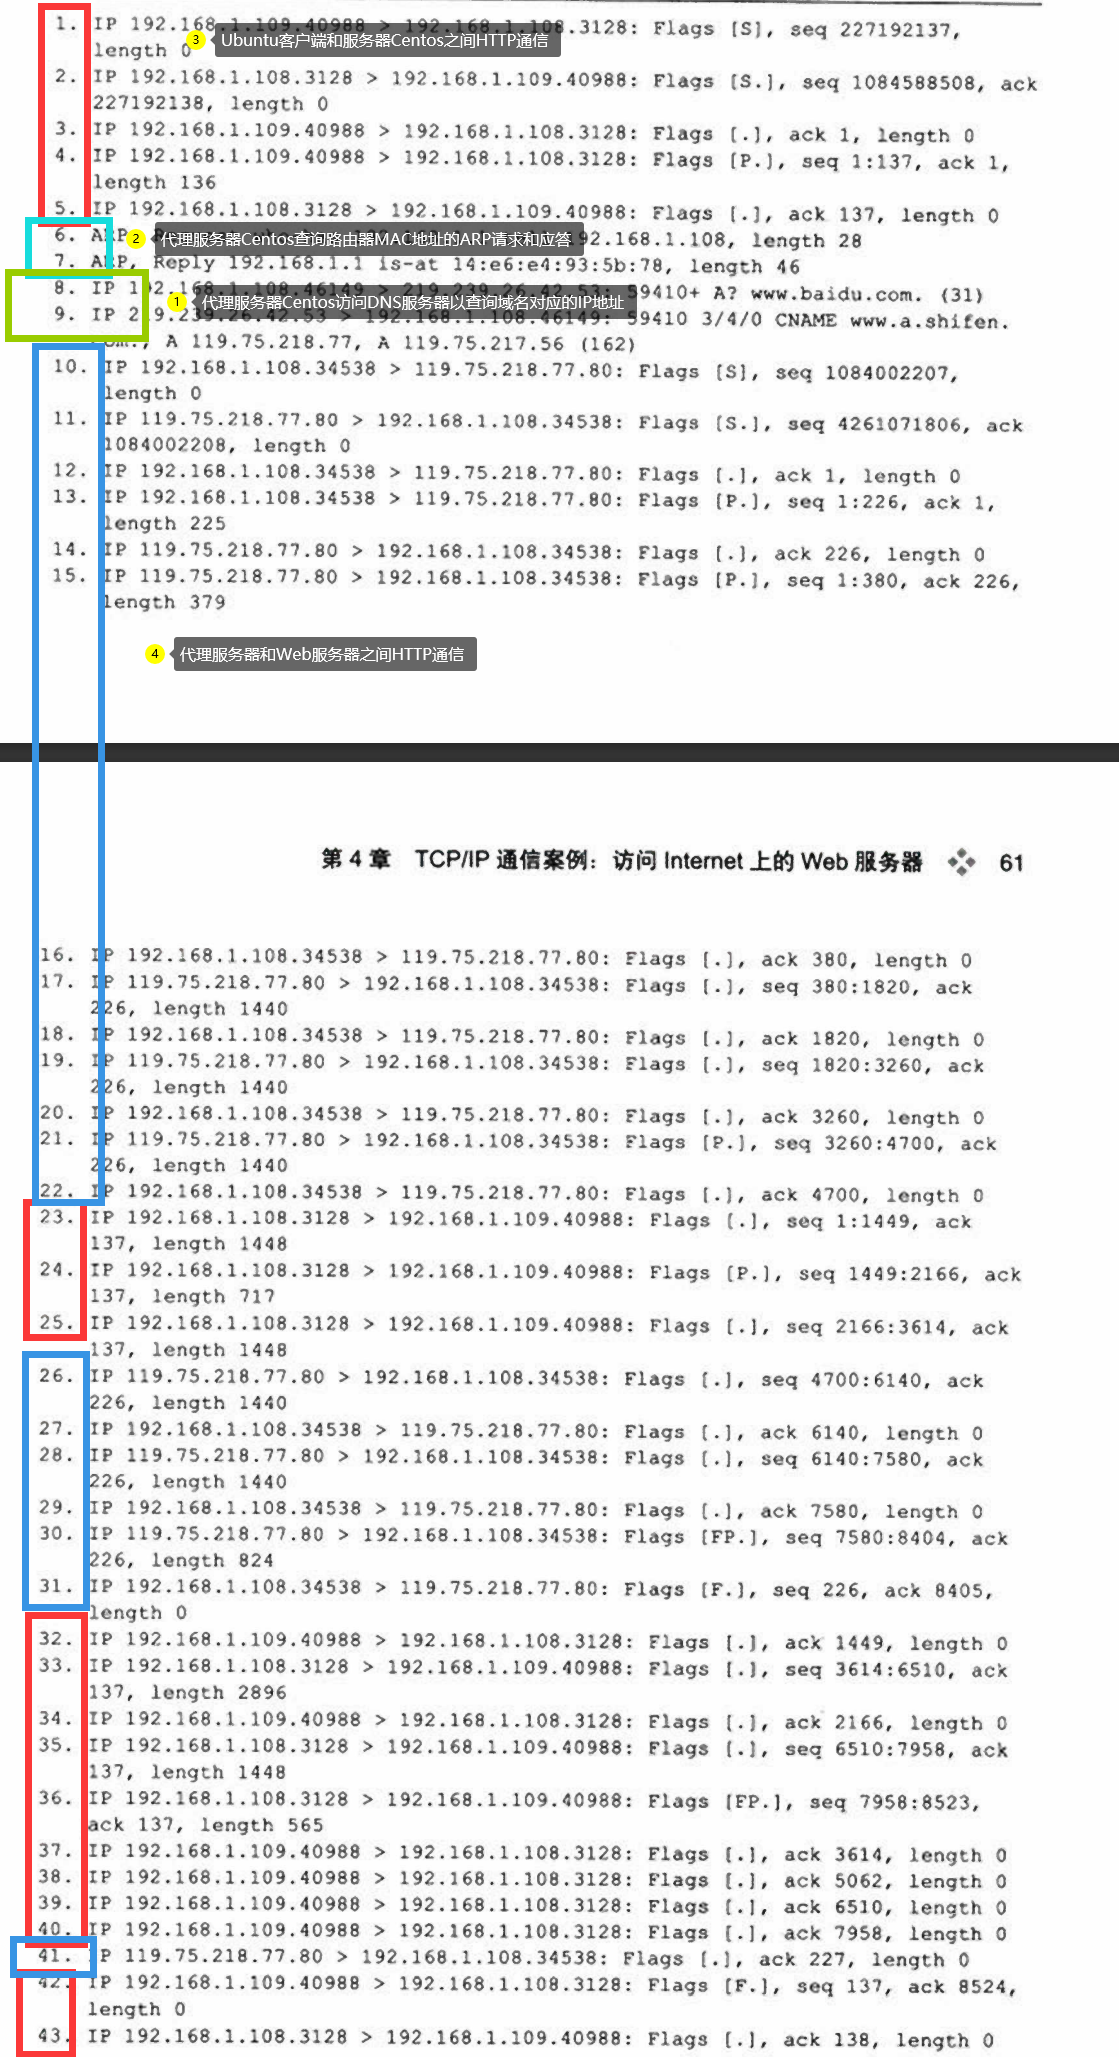 1. IP 192.168.1.109.40988 > 192.168.1.108.3128: Flags [S], seq 227192137,
3 Ubuntu客户端和服务器Centos之间HTTP通信
length 0
2. IP 192.168.1.108.3128 > 192.168.1.109.40988: Flags [S.], seq 1084588508, ack
227192138, length 0
3. IP 192.168.1.109.40988 > 192.168.1.108.3128: Flags [.], ack 1, length 0
4. IP 192.168.1.109.40988 > 192.168.1.108.3128: Flags [P.], seq 1:137, ack 1,
length 136
5. IP 192.168.1.108.3128 > 192.168.1.109.40988: Flags [.], ack 137, length 0
6. ARP, 192.168.1.108, length 28
2 代理服务器Centos查询路由器MAC地址的ARP请求和应答
7. ARP, Reply 192.168.1.1 is-at 14:e6:e4:93:5b:78, length 46
8. IP 192.168.1.108.46149 > 219.239.26.42.53: 59410+ A? www.baidu.com. (31)
1 代理服务器Centos访问DNS服务器以查询域名对应的IP地址
9. IP 219.239.26.42.53 > 192.168.1.108.46149: 59410 3/4/0 CNAME www.a.shifen.
com., A 119.75.218.77, A 119.75.217.56 (162)
10. IP 192.168.1.108.34538 > 119.75.218.77.80: Flags [S], seq 1084002207,
length 0
11. IP 119.75.218.77.80 > 192.168.1.108.34538: Flags [S.], seq 4261071806, ack
1084002208, length 0
12. IP 192.168.1.108.34538 > 119.75.218.77.80: Flags [.], ack 1, length 0
13. IP 192.168.1.108.34538 > 119.75.218.77.80: Flags [P.], seq 1:226, ack 1,
length 225
14. IP 119.75.218.77.80 > 192.168.1.108.34538: Flags [.], ack 226, length 0
15. IP 119.75.218.77.80 > 192.168.1.108.34538: Flags [P.], seq 1:380, ack 226,
length 379
4 代理服务器和Web服务器之间HTTP通信
第 4 章 TCP/IP 通信案例：访问 Internet 上的 Web 服务器 61
16. IP 192.168.1.108.34538 > 119.75.218.77.80: Flags [.], ack 380, length 0
17. IP 119.75.218.77.80 > 192.168.1.108.34538: Flags [.], seq 380:1820, ack
226, length 1440
18. IP 192.168.1.108.34538 > 119.75.218.77.80: Flags [.], ack 1820, length 0
19. IP 119.75.218.77.80 > 192.168.1.108.34538: Flags [.], seq 1820:3260, ack
226, length 1440
20. IP 192.168.1.108.34538 > 119.75.218.77.80: Flags [.], ack 3260, length 0
21. IP 119.75.218.77.80 > 192.168.1.108.34538: Flags [P.], seq 3260:4700, ack
226, length 1440
22. IP 192.168.1.108.34538 > 119.75.218.77.80: Flags [.], ack 4700, length 0
23. IP 192.168.1.108.3128 > 192.168.1.109.40988: Flags [.], seq 1:1449, ack
137, length 1448
24. IP 192.168.1.108.3128 > 192.168.1.109.40988: Flags [P.], seq 1449:2166, ack
137, length 717
25. IP 192.168.1.108.3128 > 192.168.1.109.40988: Flags [.], seq 2166:3614, ack
137, length 1448
26. IP 119.75.218.77.80 > 192.168.1.108.34538: Flags [.], seq 4700:6140, ack
226, length 1440
27. IP 192.168.1.108.34538 > 119.75.218.77.80: Flags [.], ack 6140, length 0
28. IP 119.75.218.77.80 > 192.168.1.108.34538: Flags [.], seq 6140:7580, ack
226, length 1440
29. IP 192.168.1.108.34538 > 119.75.218.77.80: Flags [.], ack 7580, length 0
30. IP 119.75.218.77.80 > 192.168.1.108.34538: Flags [FP.], seq 7580:8404, ack
226, length 824
31. IP 192.168.1.108.34538 > 119.75.218.77.80: Flags [F.], seq 226, ack 8405,
length 0
32. IP 192.168.1.109.40988 > 192.168.1.108.3128: Flags [.], ack 1449, length 0
33. IP 192.168.1.108.3128 > 192.168.1.109.40988: Flags [.], seq 3614:6510, ack
137, length 2896
34. IP 192.168.1.109.40988 > 192.168.1.108.3128: Flags [.], ack 2166, length 0
35. IP 192.168.1.108.3128 > 192.168.1.109.40988: Flags [.], seq 6510:7958, ack
137, length 1448
36. IP 192.168.1.108.3128 > 192.168.1.109.40988: Flags [FP.], seq 7958:8523,
ack 137, length 565
37. IP 192.168.1.109.40988 > 192.168.1.108.3128: Flags [.], ack 3614, length 0
38. IP 192.168.1.109.40988 > 192.168.1.108.3128: Flags [.], ack 5062, length 0
39. IP 192.168.1.109.40988 > 192.168.1.108.3128: Flags [.], ack 6510, length 0
40. IP 192.168.1.109.40988 > 192.168.1.108.3128: Flags [.], ack 7958, length 0
41. IP 119.75.218.77.80 > 192.168.1.108.34538: Flags [.], ack 227, length 0
42. IP 192.168.1.109.40988 > 192.168.1.108.3128: Flags [F.], seq 137, ack 8524,
length 0
43. IP 192.168.1.108.3128 > 192.168.1.109.40988: Flags [.], ack 138, length 0